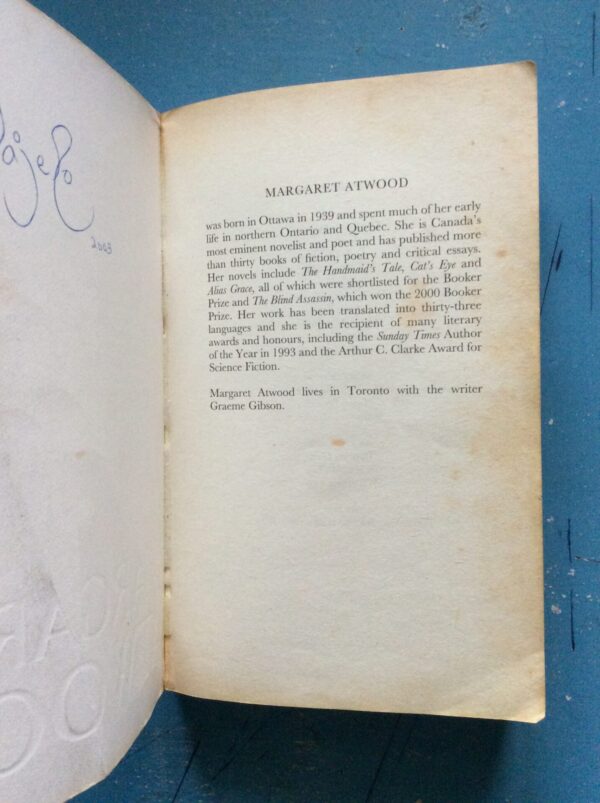 2003
MARGARET ATWOOD
was born in Ottawa in 1939 and spent much of her early
life in northern Ontario and Quebec. She is Canada's
most eminent novelist and poet and has published more
than thirty books of fiction, poetry and critical essays.
Her novels include The Handmaid's Tale, Cat's Eye and
Alias Grace, all of which were shortlisted for the Booker
Prize and The Blind Assassin, which won the 2000 Booker
Prize. Her work has been translated into thirty-three
languages and she is the recipient of many literary
awards and honours, including the Sunday Times Author
of the Year in 1993 and the Arthur C. Clarke Award for
Science Fiction.
Margaret Atwood lives in Toronto with the writer
Graeme Gibson.